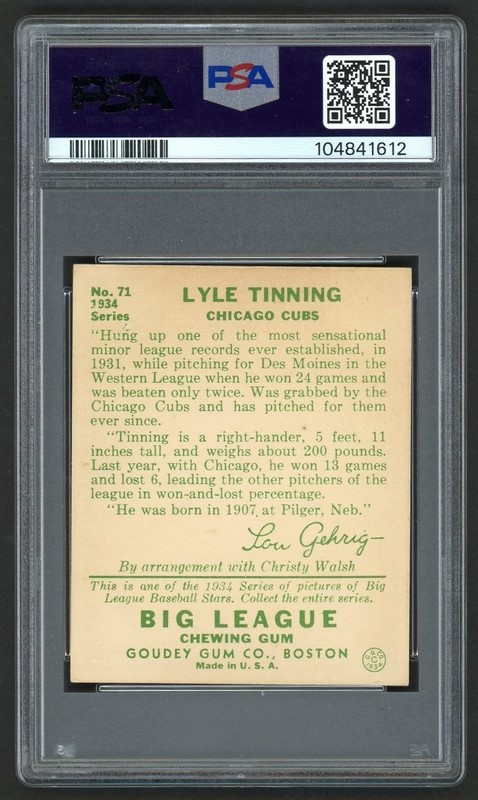 PSA
PSA
104841612
No. 71
1934
Series
LYLE TINNING
CHICAGO CUBS
"Hung up one of the most sensational
minor league records ever established, in
1931, while pitching for Des Moines in the
Western League when he won 24 games and
was beaten only twice. Was grabbed by the
Chicago Cubs and has pitched for them
ever since.
"Tinning is a right-hander, 5 feet, 11
inches tall, and weighs about 200 pounds.
Last year, with Chicago, he won 13 games
and lost 6, leading the other pitchers of the
league in won-and-lost percentage.
"He was born in 1907 at Pilger, Neb."
Lou Gehrig
By arrangement with Christy Walsh
This is one of the 1934 Series of pictures of Big
League Baseball Stars. Collect the entire series.
BIG LEAGUE
CHEWING GUM
GOUDEY GUM CO., BOSTON
Made in U. S. A.
G. G. CO.
C
1934